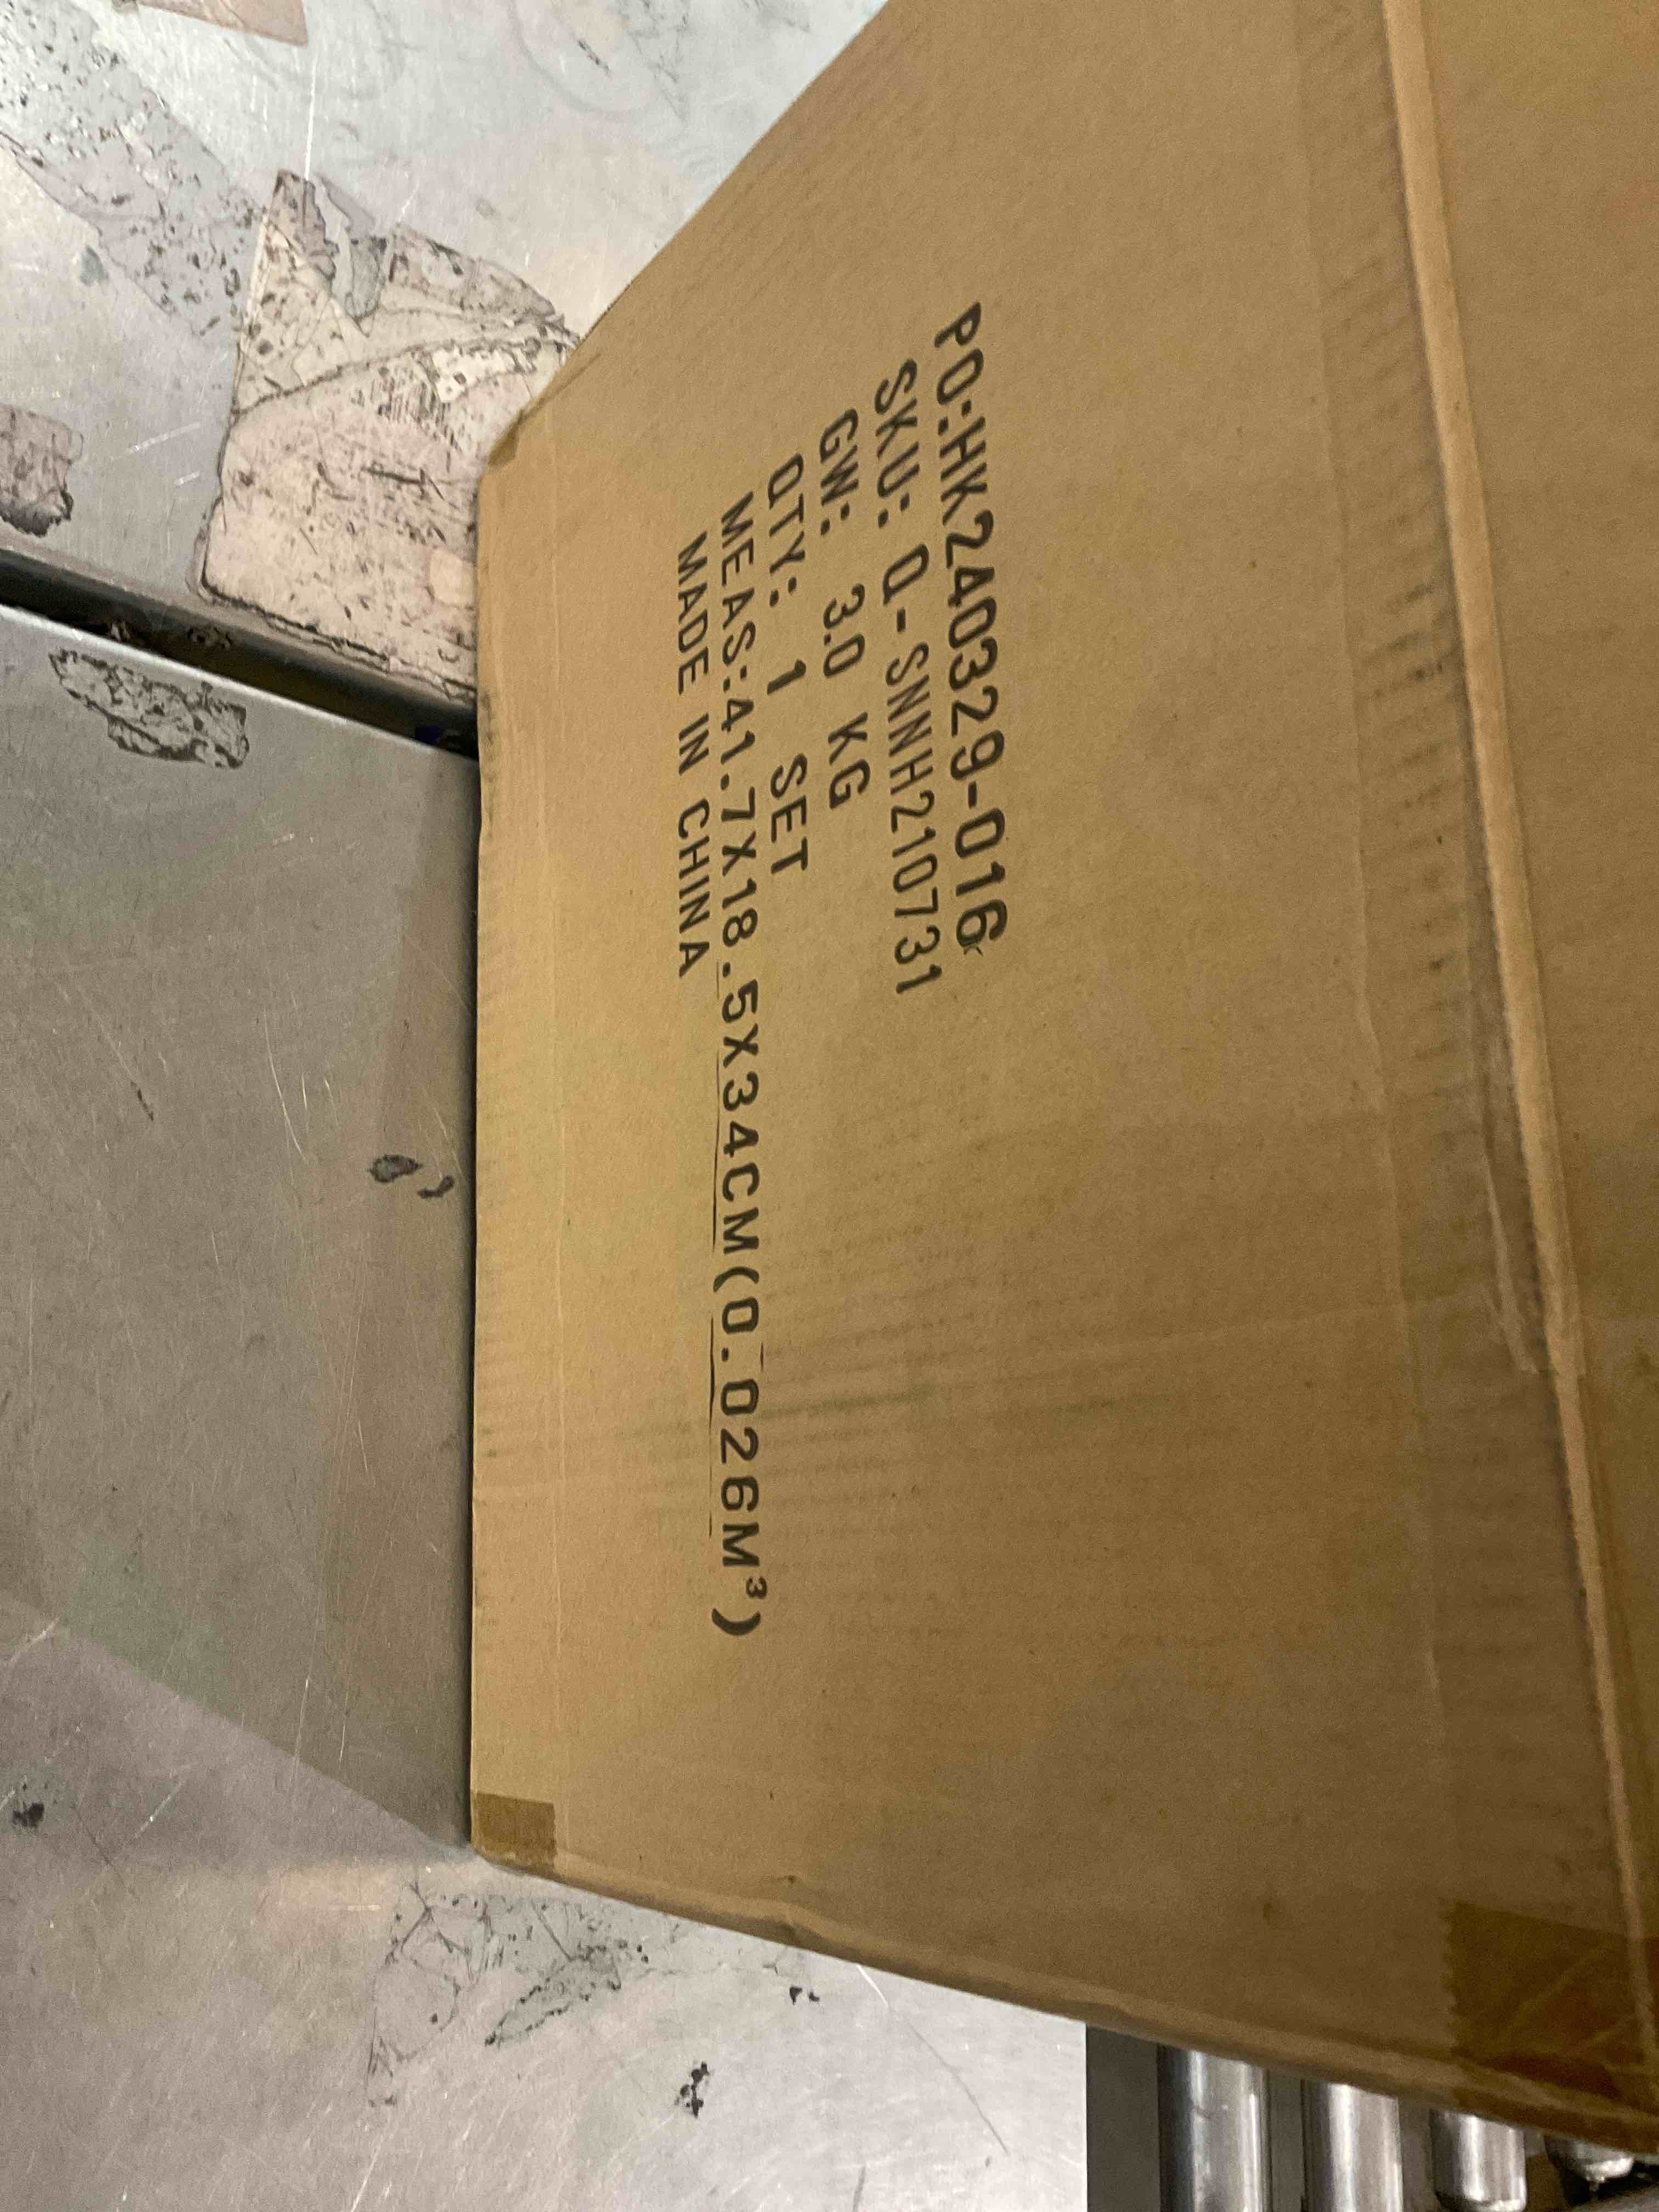 PO:HK240329-016
SKU: Q-SNNH210731
GW: 3.0 KG
QTY: 1 SET
MEAS:41.7X18.5X34CM(0.026M³)
MADE IN CHINA